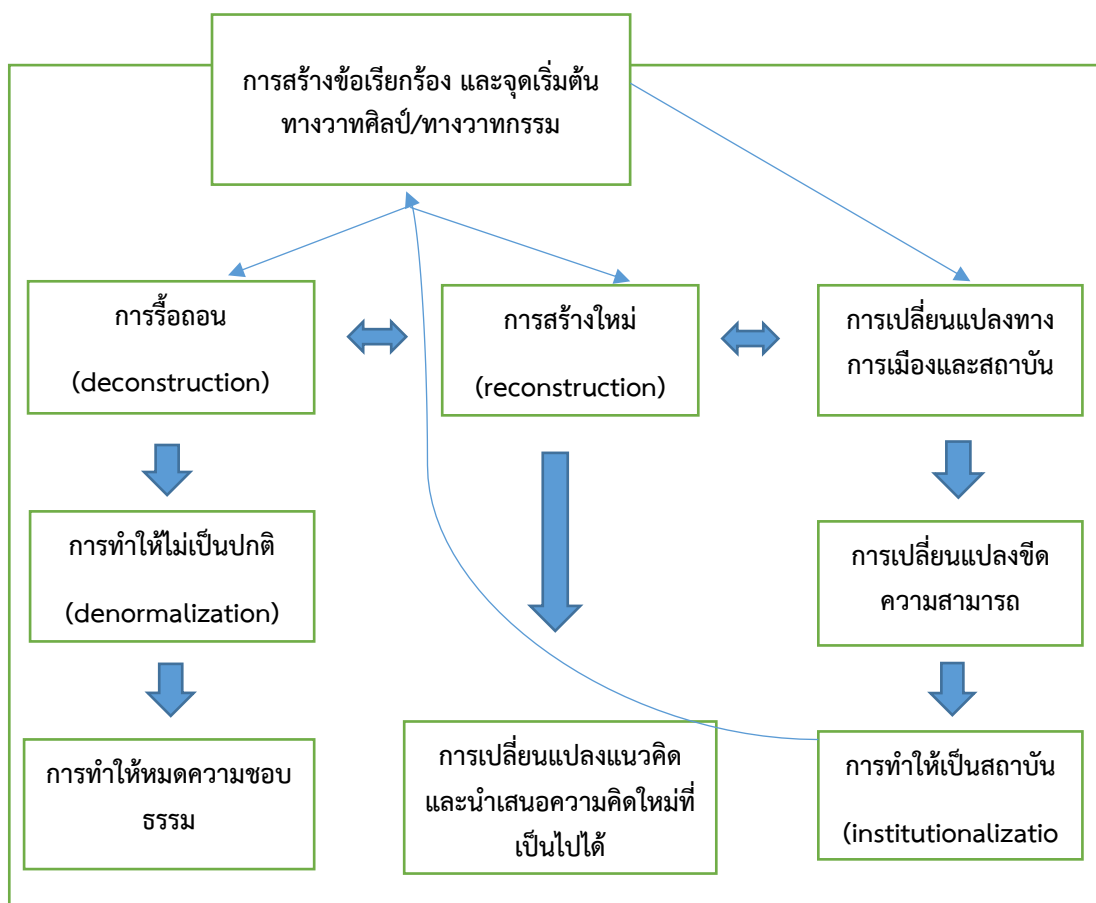 การสร้างข้อเรียกร้อง และจุดเริ่มต้น
ทางวาทศิลป์/ทางวาทกรรม
การรื้อถอน
(deconstruction)
การสร้างใหม่
(reconstruction)
การเปลี่ยนแปลงทาง
การเมืองและสถาบัน
การทำให้ไม่เป็นปกติ
(denormalization)
การเปลี่ยนแปลงขีด
ความสามารถ
การทำให้หมดความชอบ
ธรรม
การเปลี่ยนแปลงแนวคิด
และนำเสนอความคิดใหม่ที่
เป็นไปได้
การทำให้เป็นสถาบัน
(institutionalizatio